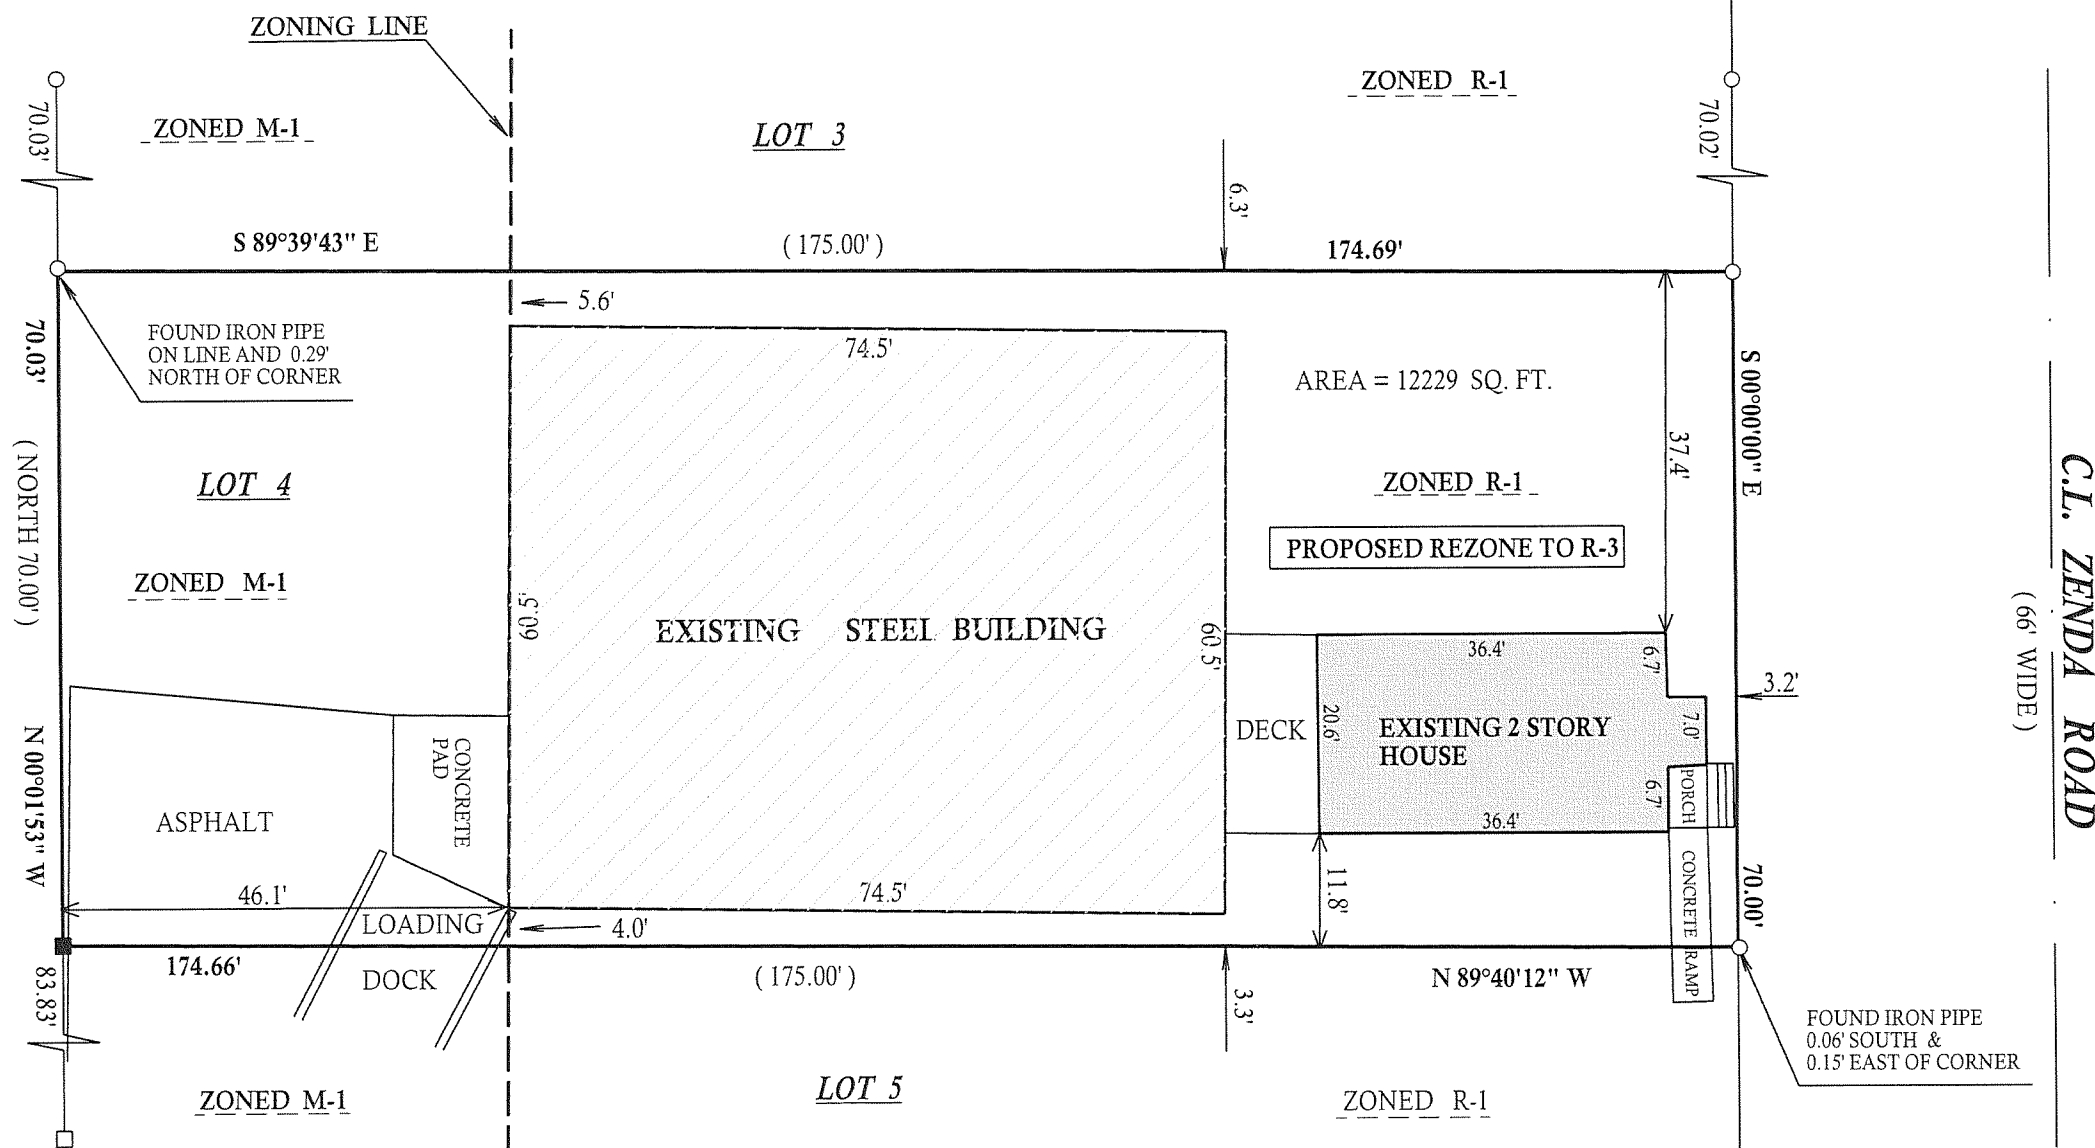 ZONING LINE
ZONED R-1
70.03'
ZONED M-1
LOT 3
70.02'
6.3'
S 89°39'43" E
( 175.00' )
174.69'
5.6'
FOUND IRON PIPE
ON LINE AND 0.29'
NORTH OF CORNER
70.03'
74.5'
AREA = 12229 SQ. FT.
S 00°00'00" E
37.4'
LOT 4
ZONED R-1
( NORTH 70.00' )
PROPOSED REZONE TO R-3
C.L. ZENDA ROAD
( 66' WIDE )
ZONED M-1
60.5'
EXISTING STEEL BUILDING
60.5'
36.4'
6.7'
3.2'
DECK
20.6'
EXISTING 2 STORY
HOUSE
7.0'
CONCRETE
PAD
N 00°01'53" W
ASPHALT
6.7'
PORCH
36.4'
CONCRETE RAMP
70.00'
46.1'
74.5'
11.8'
LOADING
DOCK
4.0'
174.66'
( 175.00' )
N 89°40'12" W
83.83'
3.3'
FOUND IRON PIPE
0.06' SOUTH &
0.15' EAST OF CORNER
ZONED M-1
LOT 5
ZONED R-1